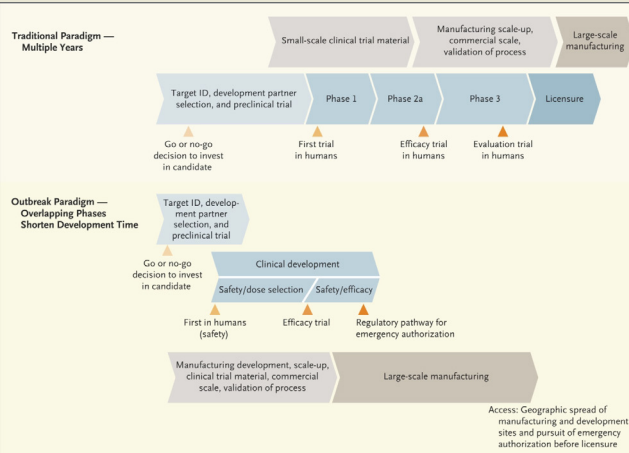 Traditional Paradigm —
Multiple Years
Small-scale clinical trial material
Manufacturing scale-up,
commercial scale,
validation of process
Large-scale
manufacturing
Target ID, development partner
selection, and preclinical trial
Phase 1
Phase 2a
Phase 3
Licensure
Go or no-go
decision to invest
in candidate
First trial
in humans
Efficacy trial
in humans
Evaluation trial
in humans
Outbreak Paradigm —
Overlapping Phases
Shorten Development Time
Target ID, develop-
ment partner
selection, and
preclinical trial
Go or no-go
decision to invest
in candidate
Clinical development
Safety/dose selection
Safety/efficacy
First in humans
(safety)
Efficacy trial
Regulatory pathway for
emergency authorization
Manufacturing development, scale-up,
clinical trial material, commercial
scale, validation of process
Large-scale manufacturing
Access: Geographic spread of
manufacturing and development
sites and pursuit of emergency
authorization before licensure